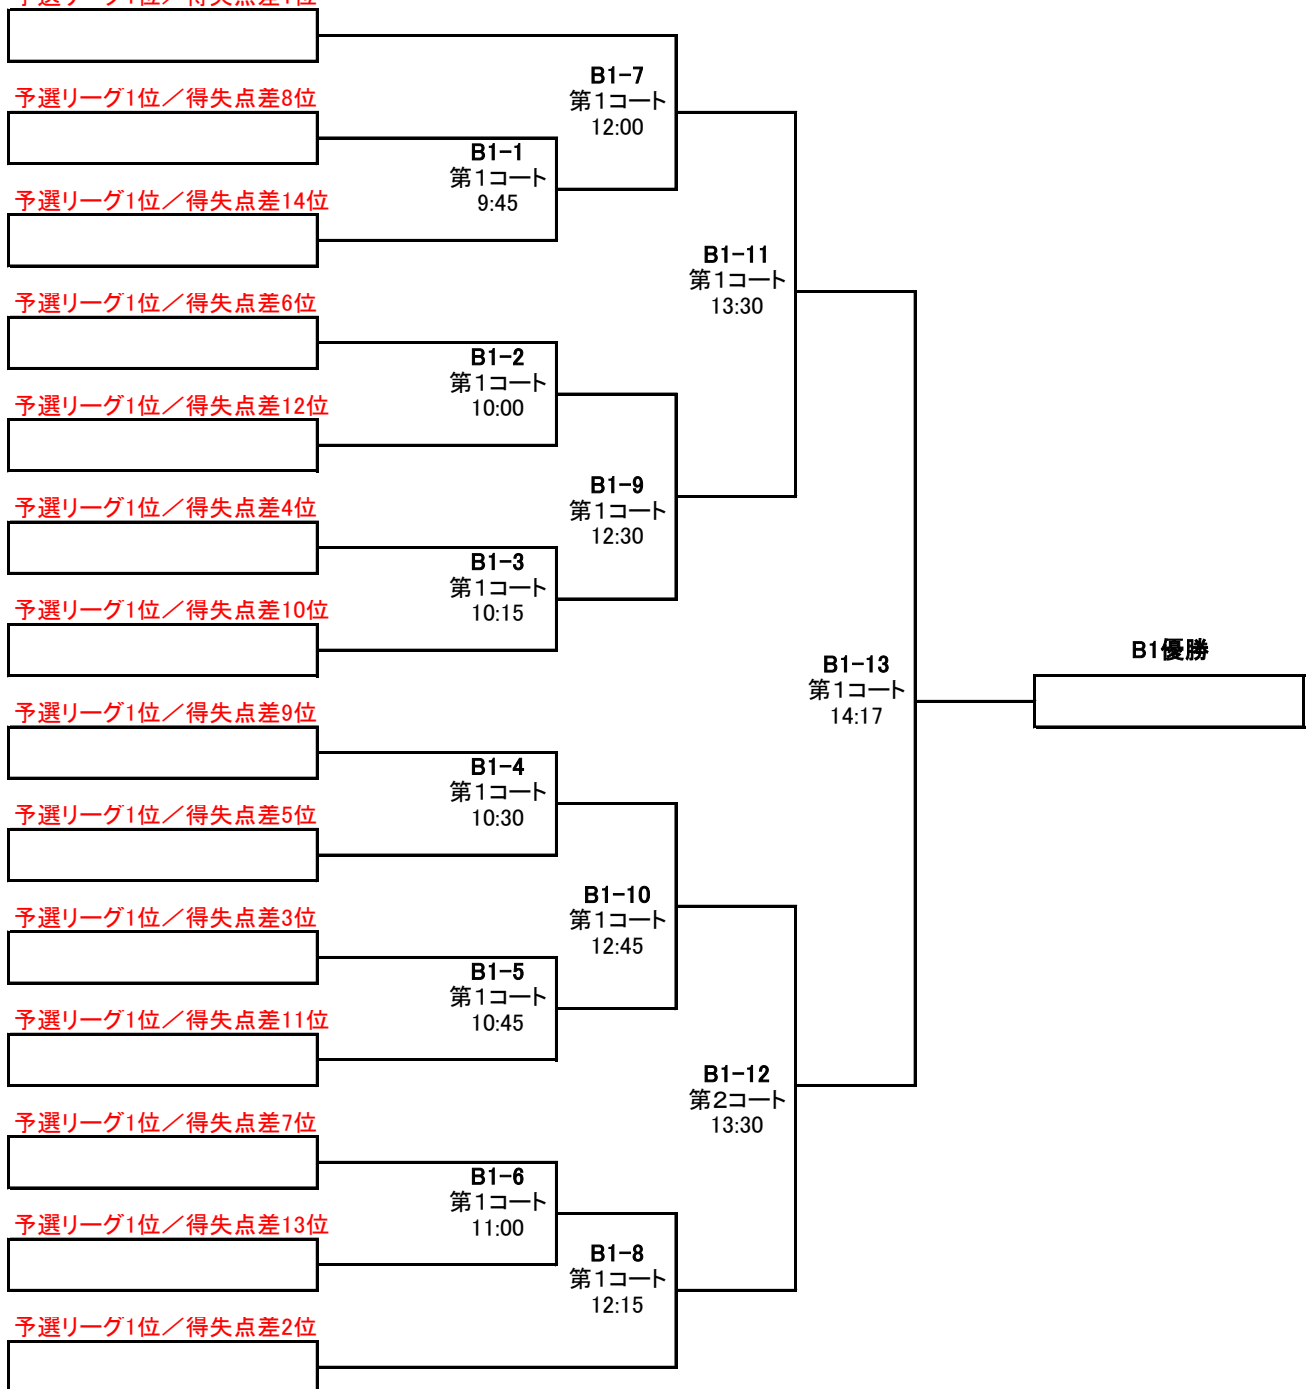 予選リーグ1位／得失点差1位
B1-7
第1コート
12:00
予選リーグ1位／得失点差8位
B1-1
第1コート
9:45
予選リーグ1位／得失点差14位
B1-11
第1コート
13:30
予選リーグ1位／得失点差6位
B1-2
第1コート
10:00
予選リーグ1位／得失点差12位
B1-9
第1コート
12:30
予選リーグ1位／得失点差4位
B1-3
第1コート
10:15
予選リーグ1位／得失点差10位
B1優勝
B1-13
第1コート
14:17
予選リーグ1位／得失点差9位
B1-4
第1コート
10:30
予選リーグ1位／得失点差5位
B1-10
第1コート
12:45
予選リーグ1位／得失点差3位
B1-5
第1コート
10:45
予選リーグ1位／得失点差11位
B1-12
第2コート
13:30
予選リーグ1位／得失点差7位
B1-6
第1コート
11:00
予選リーグ1位／得失点差13位
B1-8
第1コート
12:15
予選リーグ1位／得失点差2位